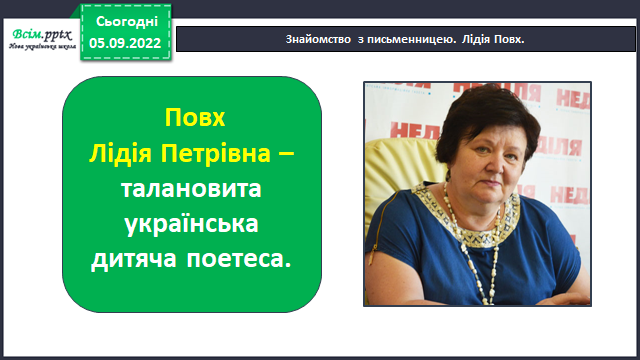 Всім.pptx
Нова українська школа
Сьогодні
05.09.2022
Знайомство з письменницею. Лідія Повх.
Повх
Лідія Петрівна –
талановита
українська
дитяча поетеса.
НЕДІЛЯ
НЕД
НЕДІЛЯ